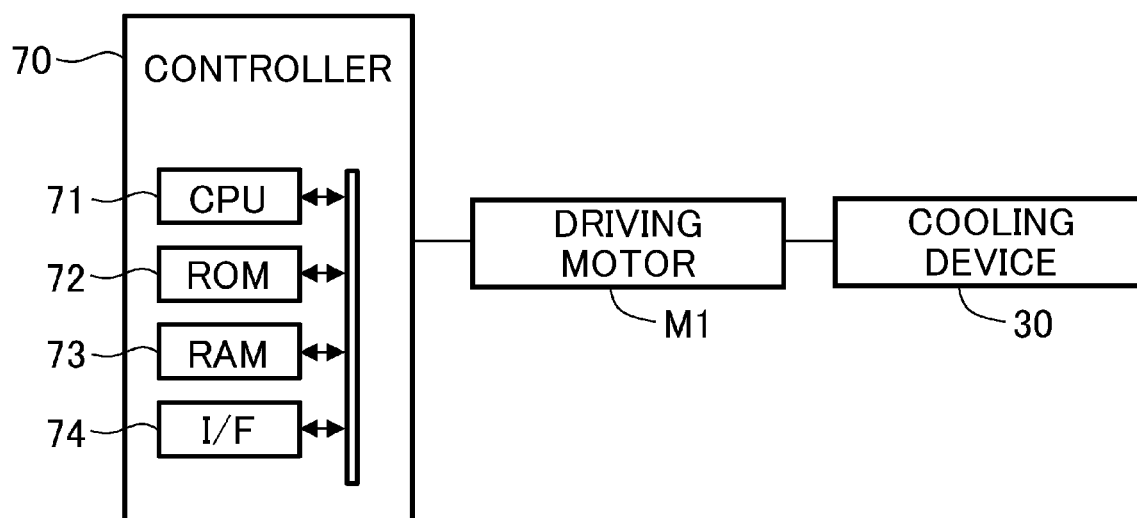 70
CONTROLLER
71
CPU
72
ROM
73
RAM
74
I/F
DRIVING
MOTOR
M1
COOLING
DEVICE
30